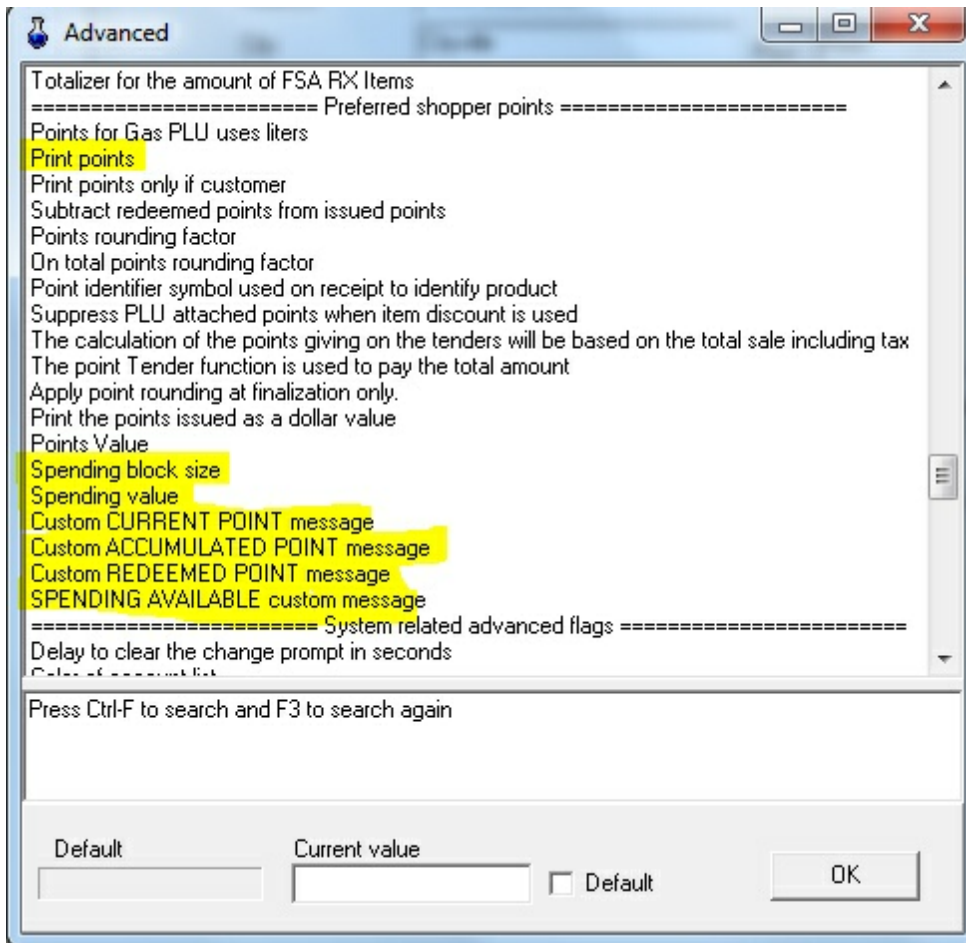 Advanced
Totalizer for the amount of FSA RX Items
======================== Preferred shopper points ========================
Points for Gas PLU uses liters
Print points
Print points only if customer
Subtract redeemed points from issued points
Points rounding factor
On total points rounding factor
Point identifier symbol used on receipt to identify product
Suppress PLU attached points when item discount is used
The calculation of the points giving on the tenders will be based on the total sale including tax
The point Tender function is used to pay the total amount
Apply point rounding at finalization only.
Print the points issued as a dollar value
Points Value
Spending block size
Spending value
Custom CURRENT POINT message
Custom ACCUMULATED POINT message
Custom REDEEMED POINT message
SPENDING AVAILABLE custom message
======================== System related advanced flags ========================
Delay to clear the change prompt in seconds
Press Ctrl-F to search and F3 to search again
Default
Current value
Default
OK